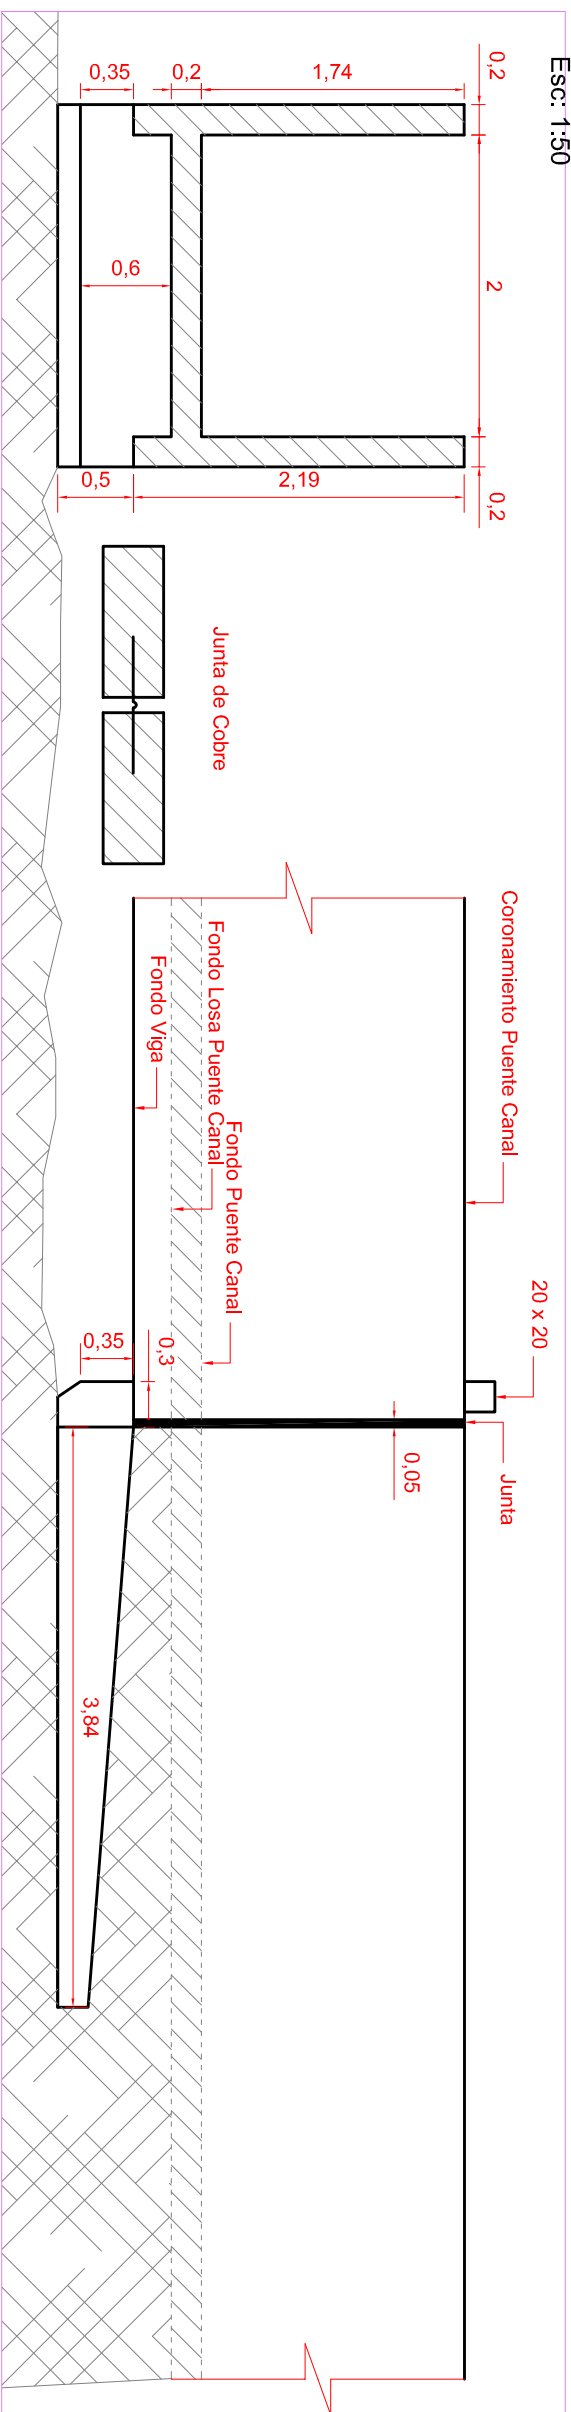 Esc: 1:50
0,2
2
0,2
1,74
0,2
0,35
0,6
2,19
0,5
Junta de Cobre
Coronamiento Puente Canal
20 x 20
Junta
0,05
Fondo Puente Canal
Fondo Losa Puente
Canal
Fondo Viga
0,3
0,35
3,84